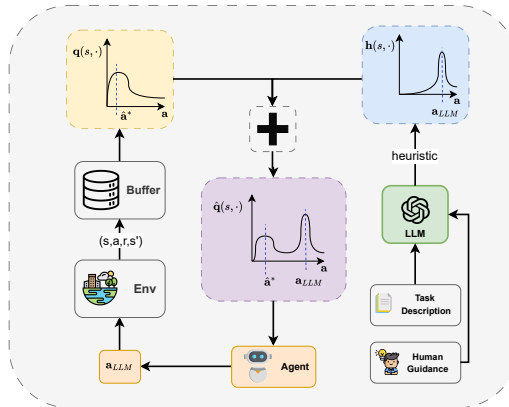 q(s, ·)
a
â*
h(s, ·)
a
a_LLM
heuristic
Buffer
q̂(s, ·)
a
â*
a_LLM
LLM
(s,a,r,s')
Env
Task
Description
a_LLM
Agent
Human
Guidance